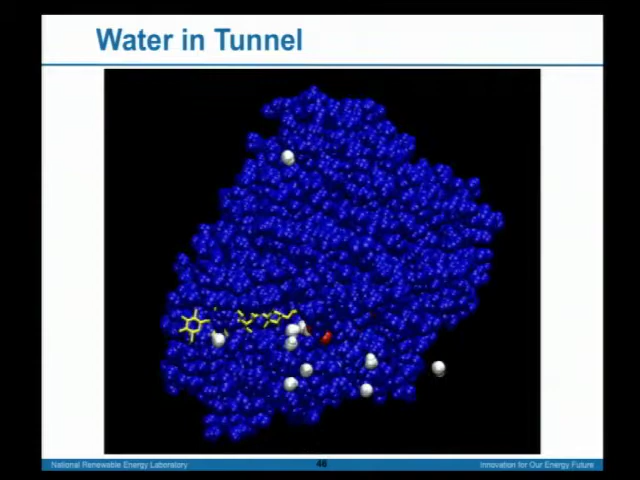 Water in Tunnel
National Renewable Energy Laboratory
46
Innovation for Our Energy Future